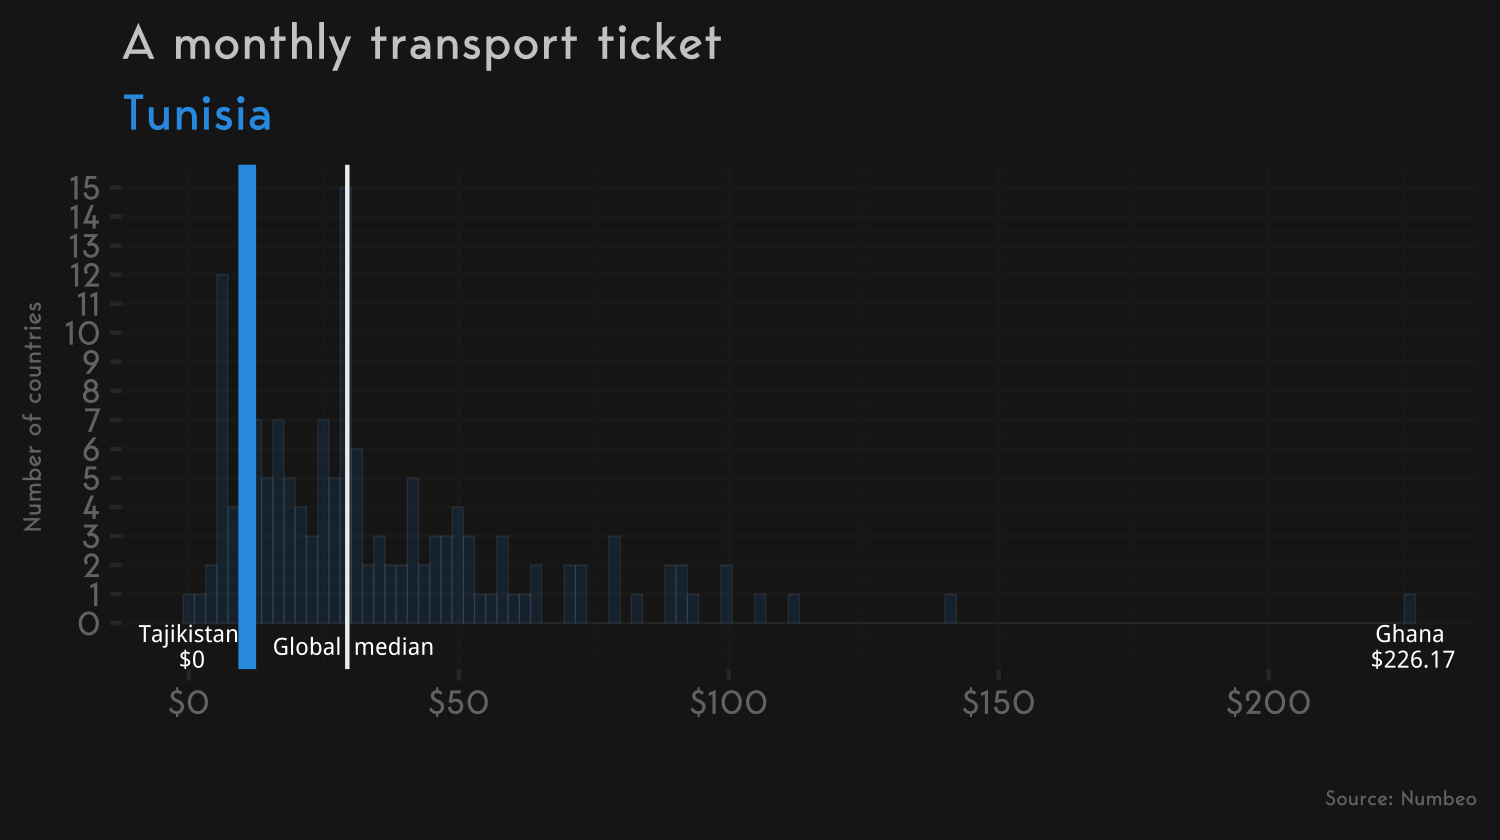 A monthly transport ticket
Tunisia
Number of countries
15
14
13
12
11
10
9
8
7
6
5
4
3
2
1
0
Tajikistan
$0
Global median
Ghana
$226.17
$0 $50 $100 $150 $200
Source: Numbeo